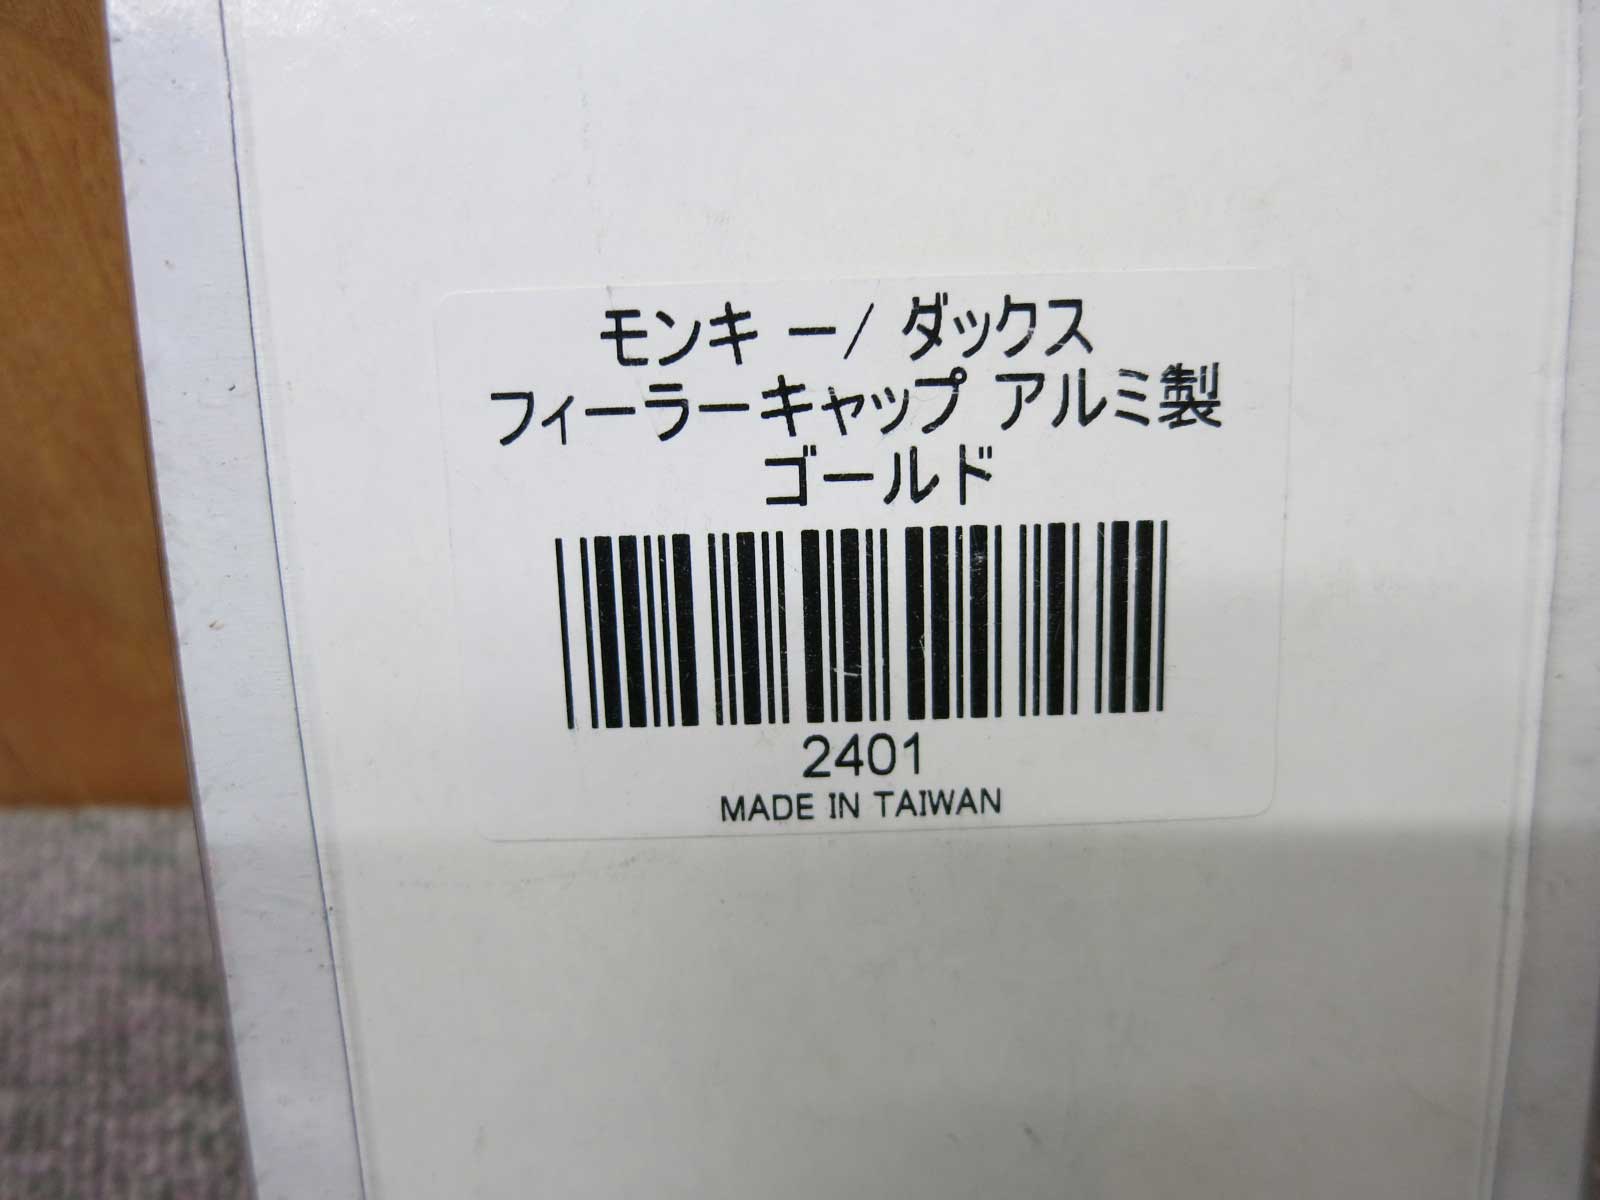 モンキー/ ダックス
フィーラーキャップ アルミ製
ゴールド
2401
MADE IN TAIWAN